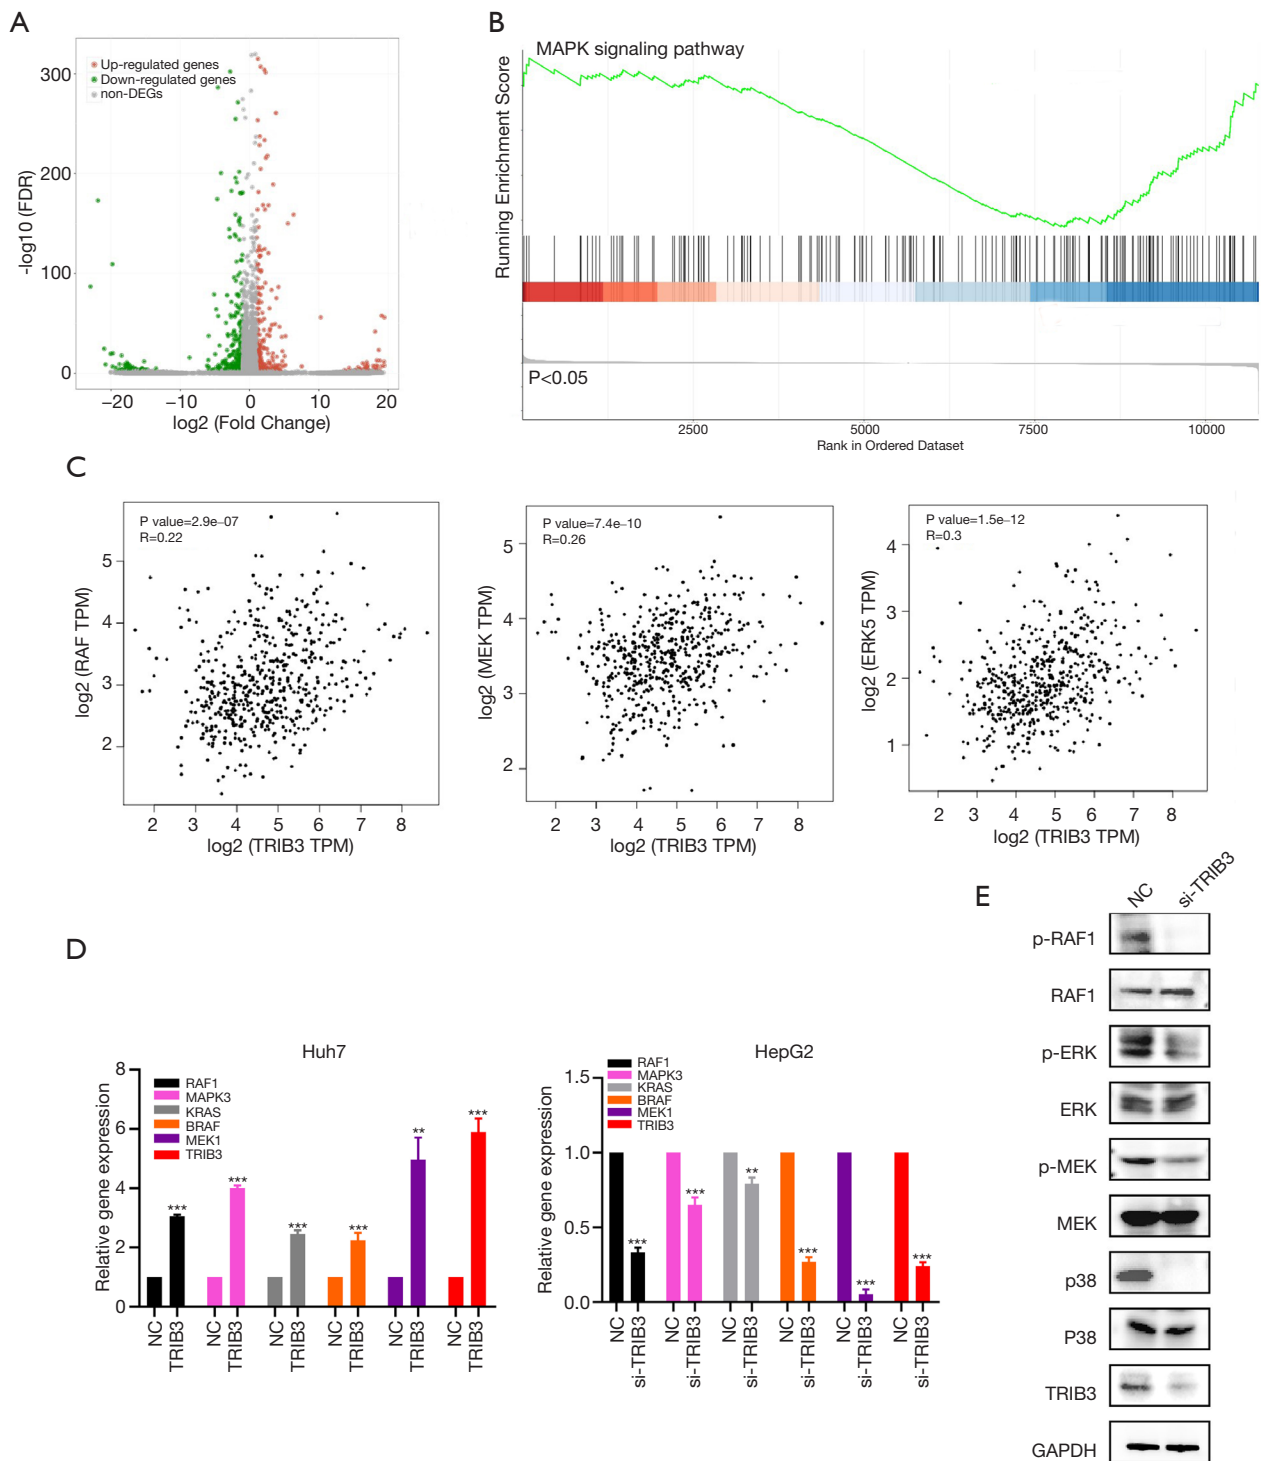 A
Up-regulated genes
Down-regulated genes
non-DEGs
-log10 (FDR)
300
200
100
0
−20 −10 0 10 20
log2 (Fold Change)
B
MAPK signaling pathway
Running Enrichment Score
P<0.05
2500 5000 7500 10000
Rank in Ordered Dataset
C
P value=2.9e–07
R=0.22
log2 (RAF TPM)
5
4
3
2
2 3 4 5 6 7 8
log2 (TRIB3 TPM)
P value=7.4e–10
R=0.26
log2 (MEK TPM)
5
4
3
2
2 3 4 5 6 7 8
log2 (TRIB3 TPM)
P value=1.5e–12
R=0.3
log2 (ERK5 TPM)
4
3
2
1
2 3 4 5 6 7 8
log2 (TRIB3 TPM)
D
Huh7
Relative gene expression
8
6
4
2
0
RAF1
MAPK3
KRAS
BRAF
MEK1
TRIB3
*** *** *** *** ** ***
NC TRIB3 NC TRIB3 NC TRIB3 NC TRIB3 NC TRIB3 NC TRIB3
HepG2
Relative gene expression
1.5
1.0
0.5
0.0
RAF1
MAPK3
KRAS
BRAF
MEK1
TRIB3
*** *** ** *** *** ***
NC si-TRIB3 NC si-TRIB3 NC si-TRIB3 NC si-TRIB3 NC si-TRIB3 NC si-TRIB3
E
NC si-TRIB3
p-RAF1
RAF1
p-ERK
ERK
p-MEK
MEK
p38
P38
TRIB3
GAPDH